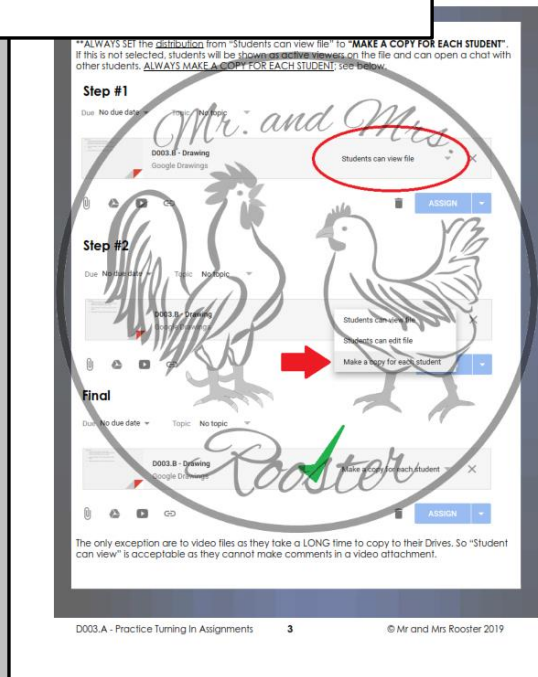 **ALWAYS SET the distribution from "Students can view file" to "MAKE A COPY FOR EACH STUDENT".
If this is not selected, students will be shown as active viewers on the file and can open a chat with
other students. ALWAYS MAKE A COPY FOR EACH STUDENT; see below.
Step #1
Due No due date Topic No topic
D003.B - Drawing
Google Drawings
Students can view file
ASSIGN
Step #2
Due No due date Topic No topic
D003.B - Drawing
Google Drawings
Students can view file
Students can edit file
Make a copy for each student
Final
Due No due date Topic No topic
D003.B - Drawing
Google Drawings
Make a copy for each student
ASSIGN
Mr. and Mrs
Rooster
The only exception are to video files as they take a LONG time to copy to their Drives. So "Student
can view" is acceptable as they cannot make comments in a video attachment.
D003.A - Practice Turning In Assignments 3 © Mr and Mrs Rooster 2019